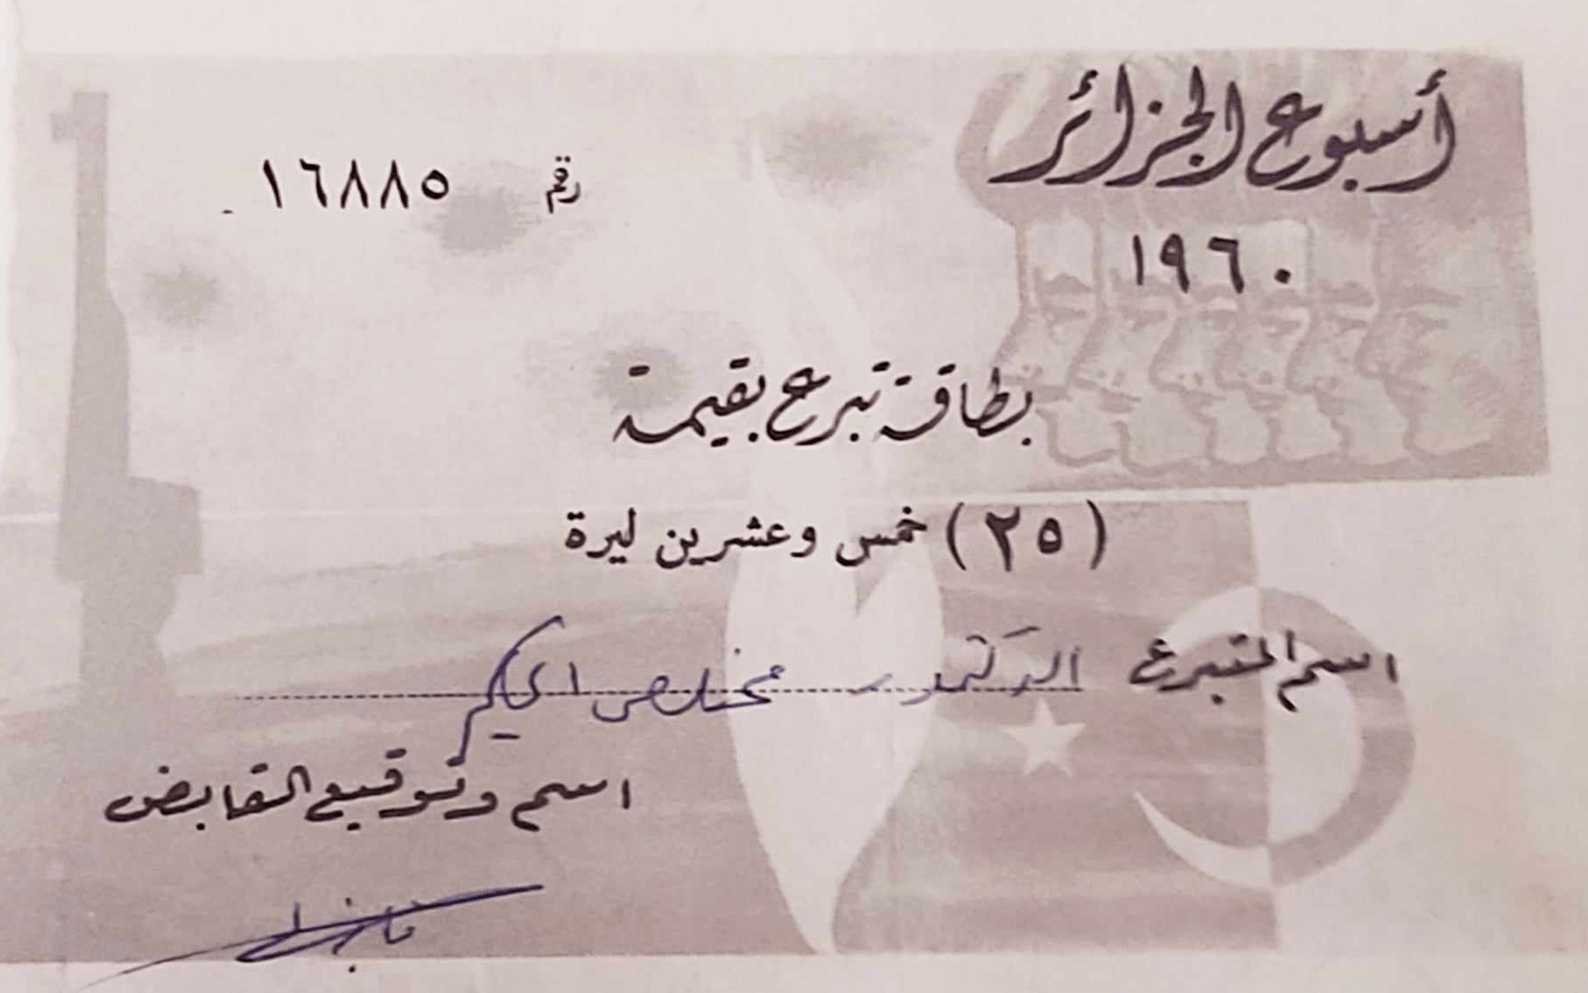 أسبوع الجزائر
١٩٦٠
رقم ١٦٨٨٥
بطاقة تبرع بقيمة
(٢٥) خمس وعشرين ليرة
اسم المتبرع الدكتور مخلص الحكيم
اسم وتوقيع القابض